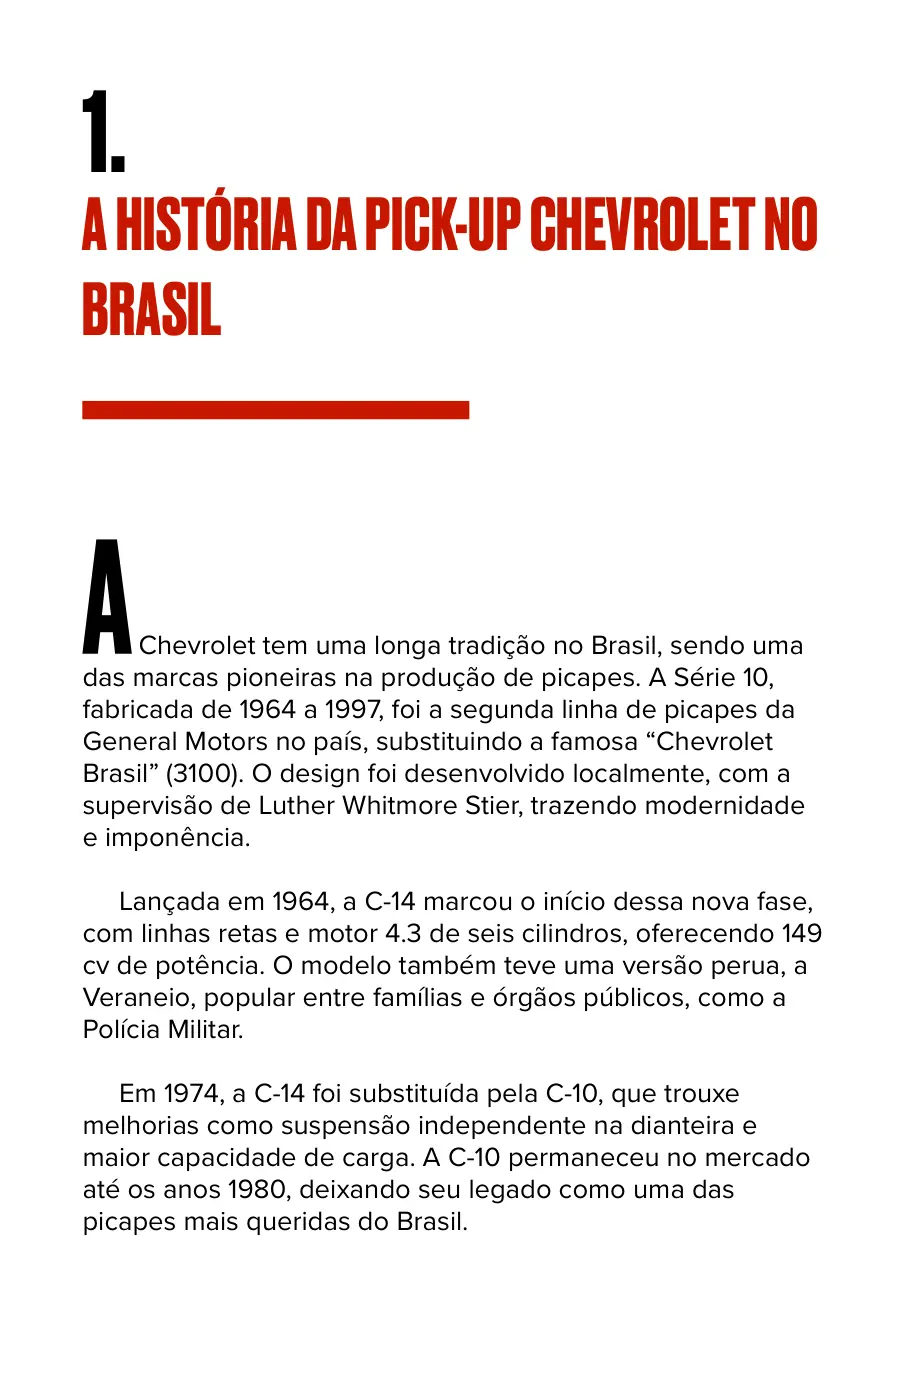 1.
A HISTÓRIA DA PICK-UP CHEVROLET NO
BRASIL
A Chevrolet tem uma longa tradição no Brasil, sendo uma
das marcas pioneiras na produção de picapes. A Série 10,
fabricada de 1964 a 1997, foi a segunda linha de picapes da
General Motors no país, substituindo a famosa “Chevrolet
Brasil” (3100). O design foi desenvolvido localmente, com a
supervisão de Luther Whitmore Stier, trazendo modernidade
e imponência.
Lançada em 1964, a C-14 marcou o início dessa nova fase,
com linhas retas e motor 4.3 de seis cilindros, oferecendo 149
cv de potência. O modelo também teve uma versão perua, a
Veraneio, popular entre famílias e órgãos públicos, como a
Polícia Militar.
Em 1974, a C-14 foi substituída pela C-10, que trouxe
melhorias como suspensão independente na dianteira e
maior capacidade de carga. A C-10 permaneceu no mercado
até os anos 1980, deixando seu legado como uma das
picapes mais queridas do Brasil.